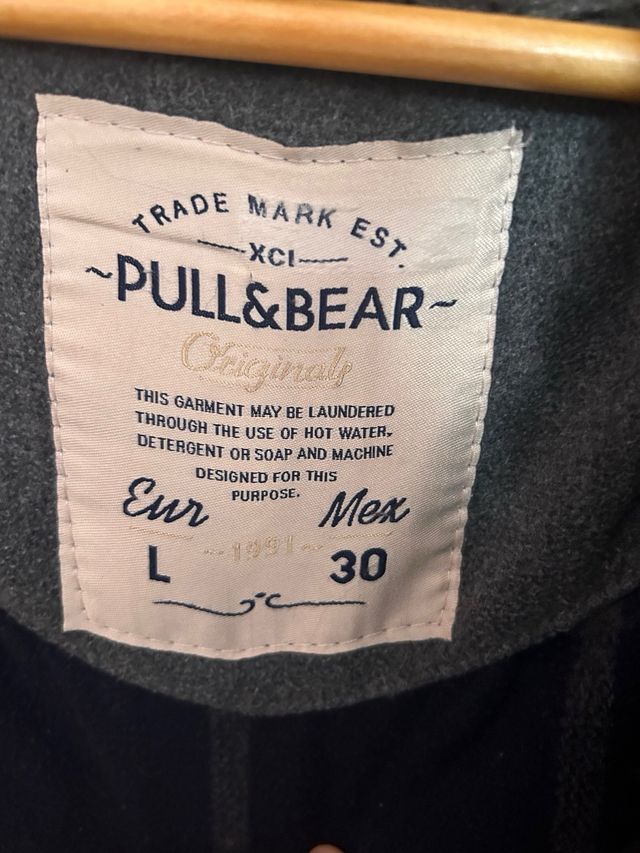 TRADE MARK EST.
XCI
~PULL&BEAR~
Originals
THIS GARMENT MAY BE LAUNDERED
THROUGH THE USE OF HOT WATER,
DETERGENT OR SOAP AND MACHINE
DESIGNED FOR THIS
PURPOSE.
Eur Mex
~1991~
L 30